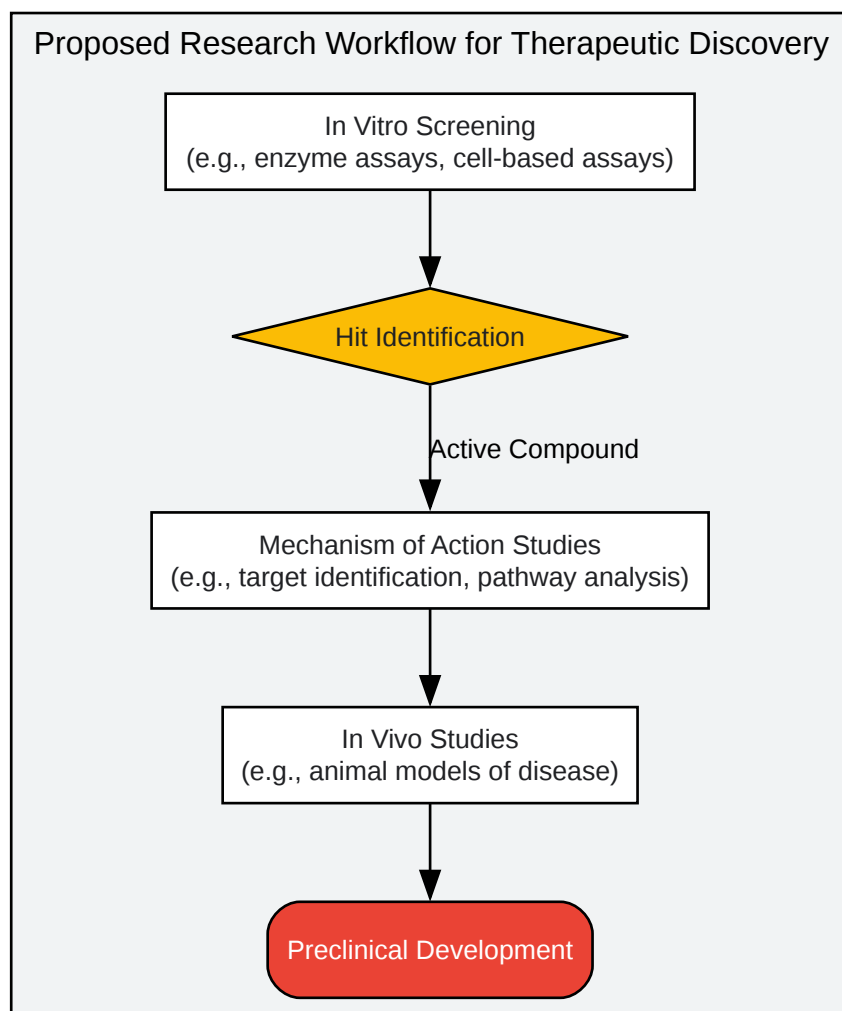 Proposed Research Workflow for Therapeutic Discovery
In Vitro Screening
(e.g., enzyme assays, cell-based assays)
Hit Identification
Active Compound
Mechanism of Action Studies
(e.g., target identification, pathway analysis)
In Vivo Studies
(e.g., animal models of disease)
Preclinical Development